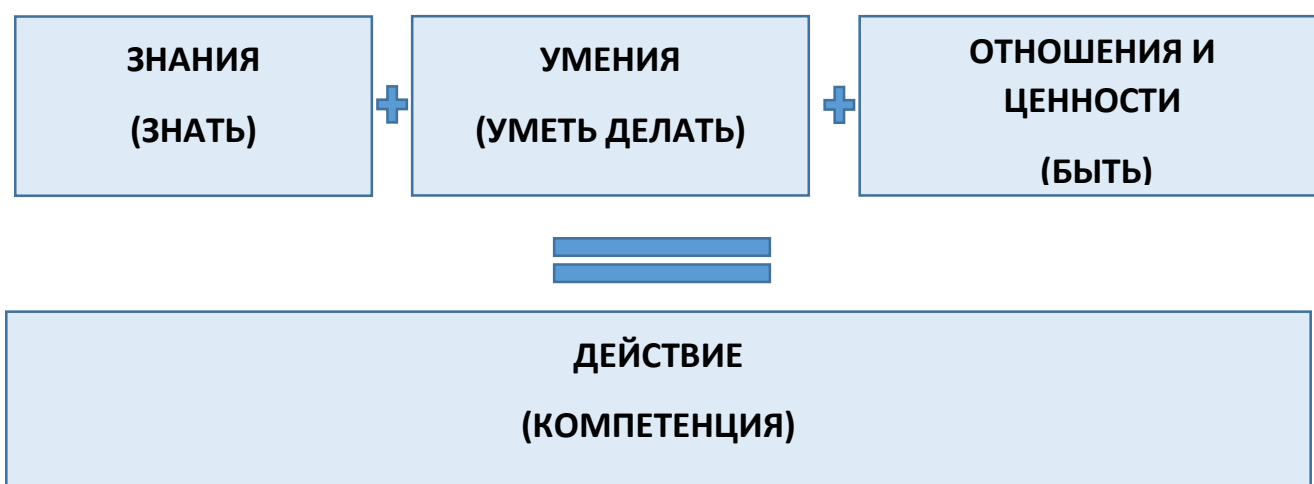 ЗНАНИЯ
(ЗНАТЬ)
УМЕНИЯ
(УМЕТЬ ДЕЛАТЬ)
ОТНОШЕНИЯ И
ЦЕННОСТИ
(БЫТЬ)
ДЕЙСТВИЕ
(КОМПЕТЕНЦИЯ)